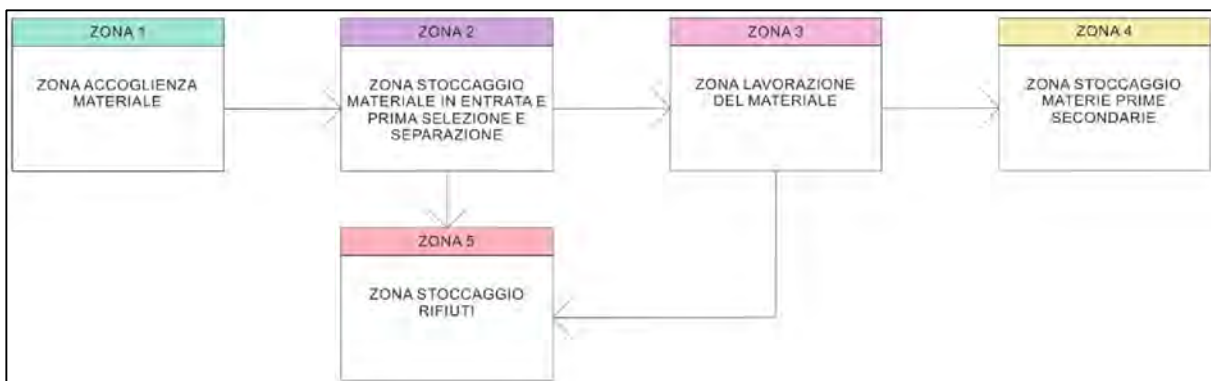 ZONA 1
ZONA ACCOGLIENZA
MATERIALE
ZONA 2
ZONA STOCCAGGIO
MATERIALE IN ENTRATA E
PRIMA SELEZIONE E
SEPARAZIONE
ZONA 3
ZONA LAVORAZIONE
DEL MATERIALE
ZONA 4
ZONA STOCCAGGIO
MATERIE PRIME
SECONDARIE
ZONA 5
ZONA STOCCAGGIO
RIFIUTI